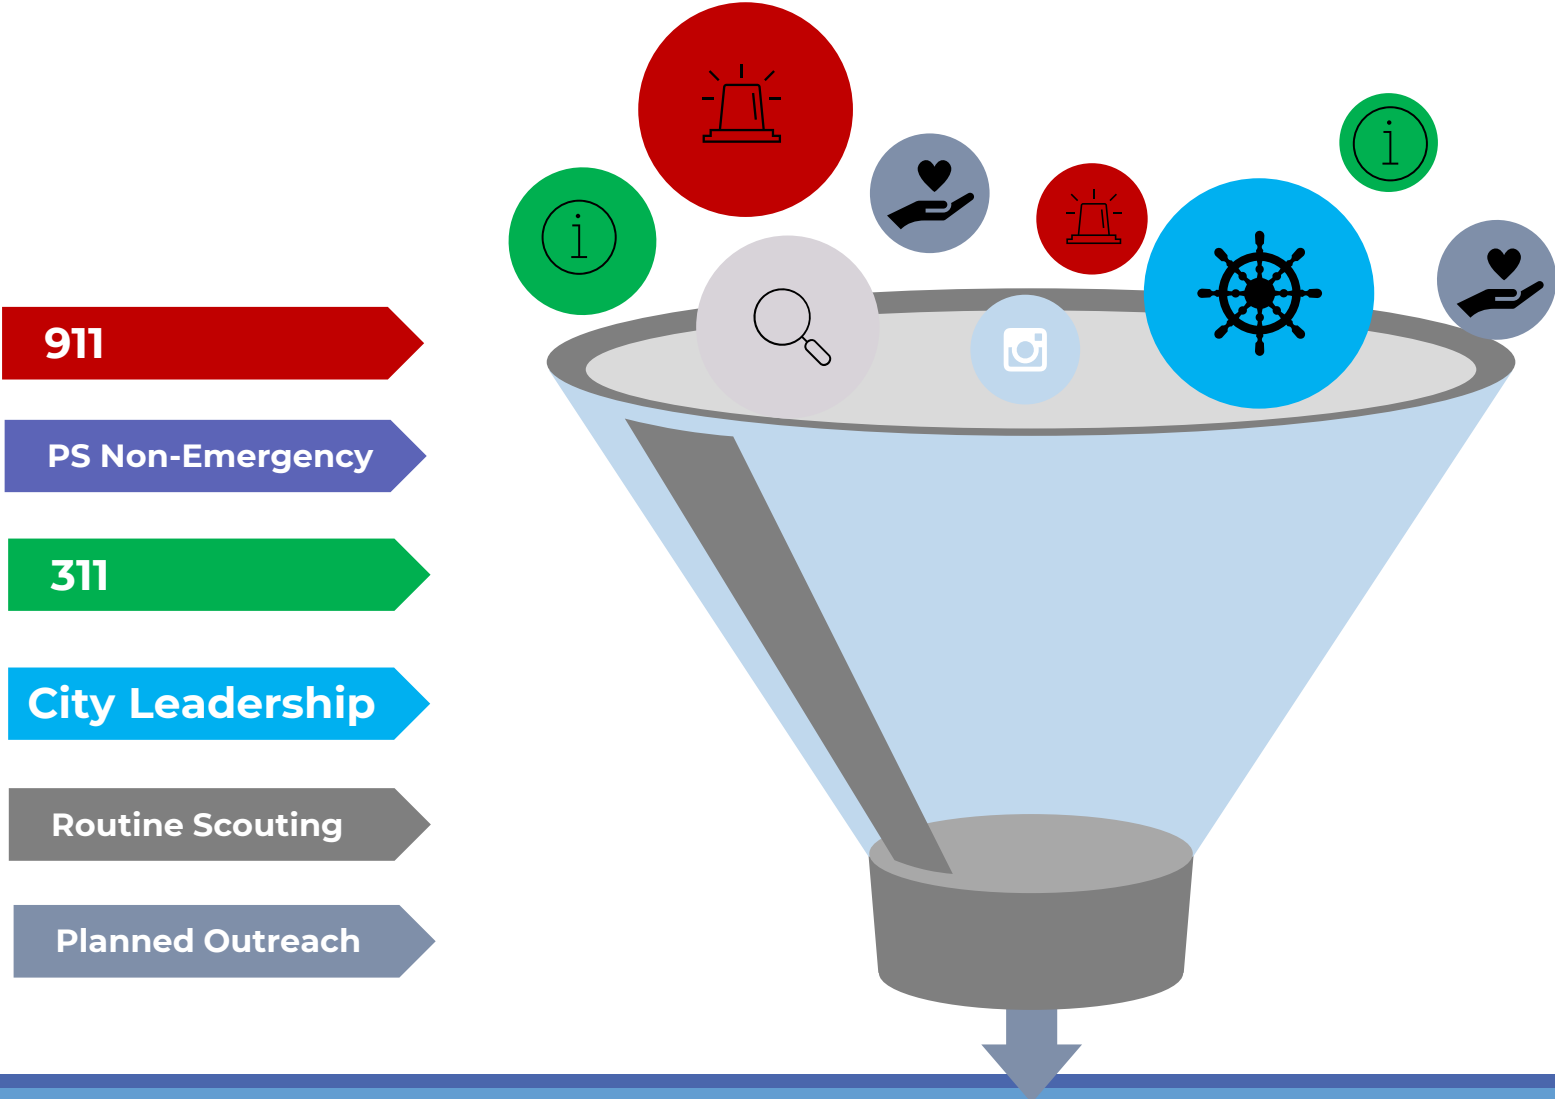 911
PS Non-Emergency
311
City Leadership
Routine Scouting
Planned Outreach